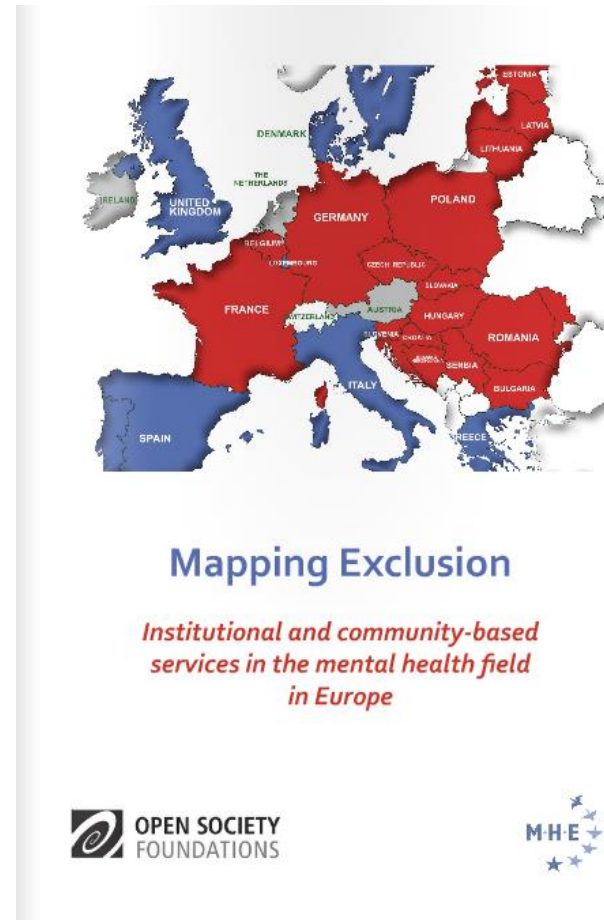 ESTONIA
LATVIA
LITHUANIA
DENMARK
THE
NETHERLANDS
IRELAND
UNITED
KINGDOM
POLAND
GERMANY
BELGIUM
LUXEMBOURG
CZECH REPUBLIC
SLOVAKIA
FRANCE
SWITZERLAND
AUSTRIA
HUNGARY
SLOVENIA
CROATIA
ROMANIA
SERBIA
ITALY
BULGARIA
SPAIN
GREECE
Mapping Exclusion
Institutional and community-based
services in the mental health field
in Europe
OPEN SOCIETY
FOUNDATIONS
M·H·E